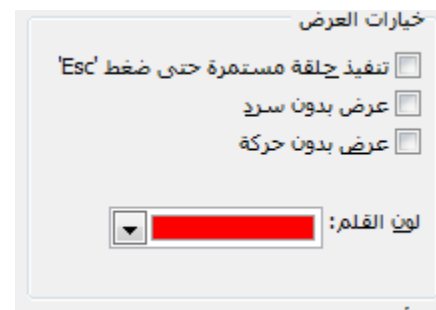 خيارات العرض
تنفيذ حلقة مستمرة حتى ضغط 'Esc'
عرض بدون سرد
عرض بدون حركة
لون القلم: